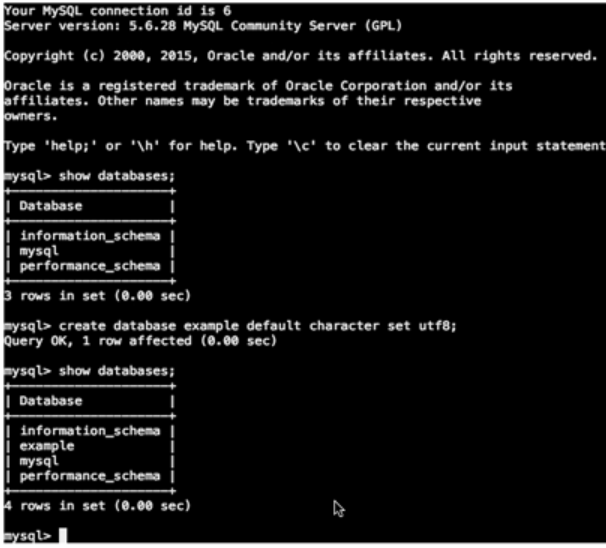 Your MySQL connection id is 6
Server version: 5.6.28 MySQL Community Server (GPL)
Copyright (c) 2000, 2015, Oracle and/or its affiliates. All rights reserved.
Oracle is a registered trademark of Oracle Corporation and/or its
affiliates. Other names may be trademarks of their respective
owners.
Type 'help;' or '\h' for help. Type '\c' to clear the current input statement
mysql> show databases;
+--------------------+
| Database           |
+--------------------+
| information_schema |
| mysql              |
| performance_schema |
+--------------------+
3 rows in set (0.00 sec)
mysql> create database example default character set utf8;
Query OK, 1 row affected (0.00 sec)
mysql> show databases;
+--------------------+
| Database           |
+--------------------+
| information_schema |
| example            |
| mysql              |
| performance_schema |
+--------------------+
4 rows in set (0.00 sec)
mysql>